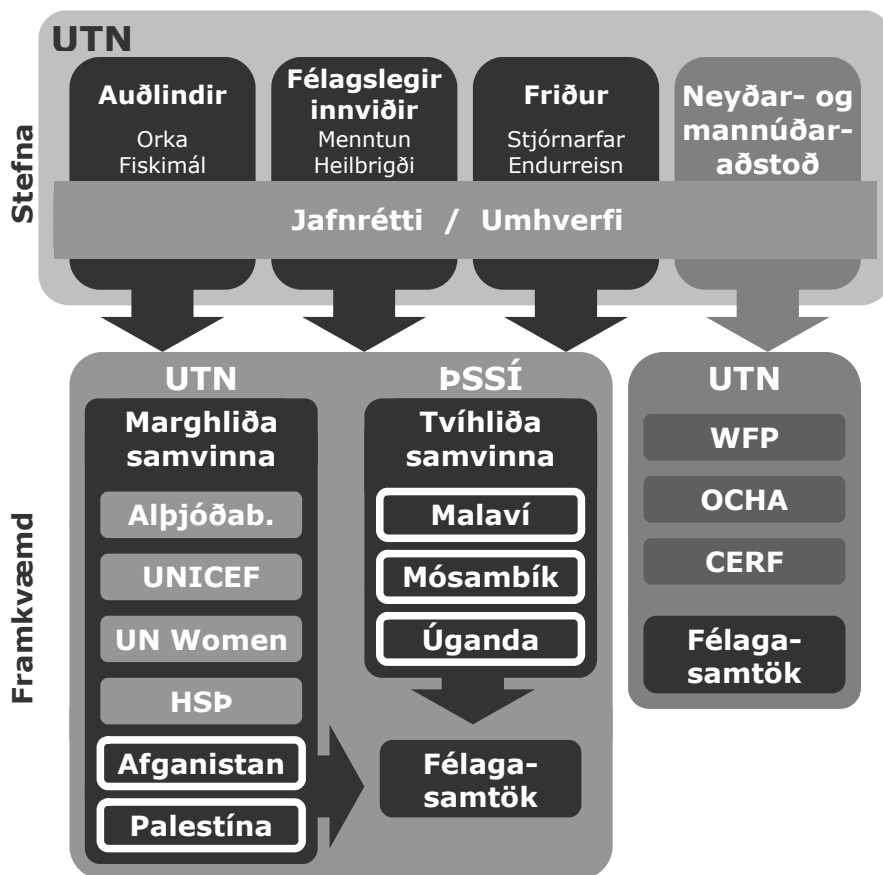 UTN
Stefna
Auðlindir
Orka
Fiskimál
Félagslegir
innviðir
Menntun
Heilbrigði
Friður
Stjórnarfar
Endurreisn
Neyðar- og
mannúðar-
aðstoð
Jafnrétti / Umhverfi
Framkvæmd
UTN
Marghliða
samvinna
Alþjóðab.
UNICEF
UN Women
HSÞ
Afganistan
Palestína
ÞSSÍ
Tvíhliða
samvinna
Malaví
Mósambík
Úganda
Félaga-
samtök
UTN
WFP
OCHA
CERF
Félaga-
samtök